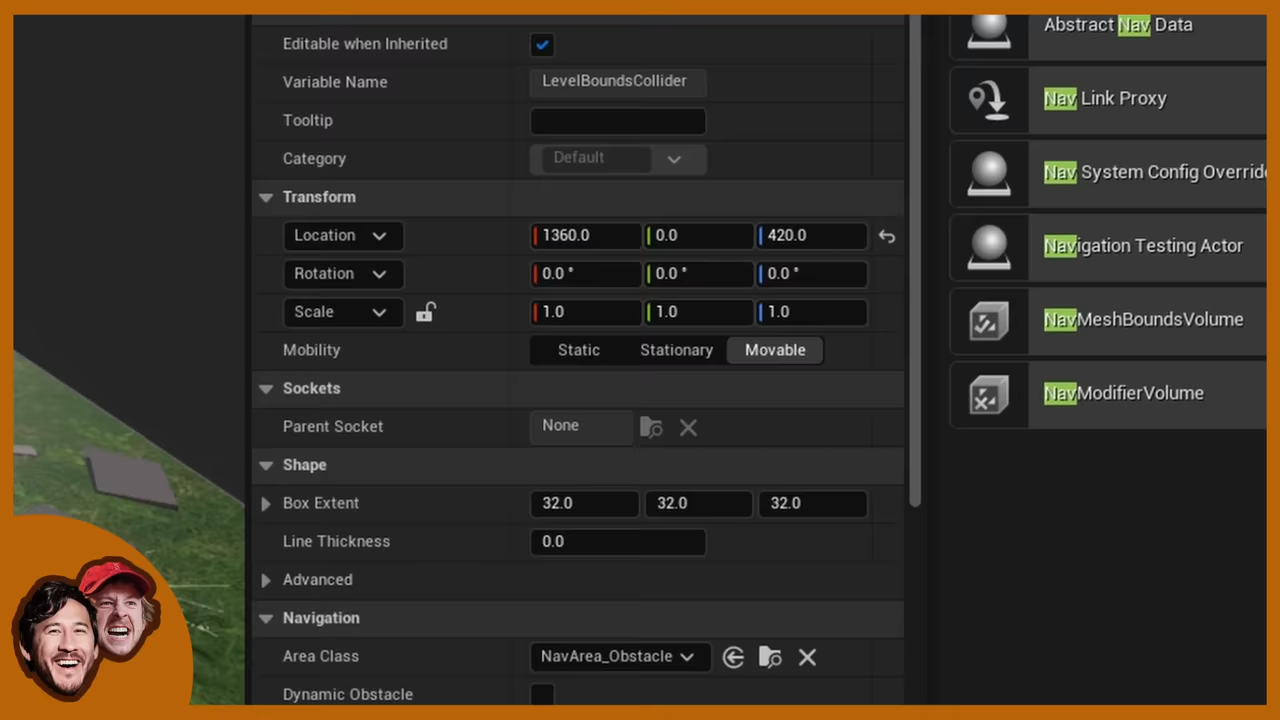 Editable when Inherited
Variable Name LevelBoundsCollider
Tooltip
Category Default
Transform
Location 1360.0 0.0 420.0
Rotation 0.0 ° 0.0 ° 0.0 °
Scale 1.0 1.0 1.0
Mobility Static Stationary Movable
Sockets
Parent Socket None
Shape
Box Extent 32.0 32.0 32.0
Line Thickness 0.0
Advanced
Navigation
Area Class NavArea_Obstacle
Dynamic Obstacle
Abstract Nav Data
Nav Link Proxy
Nav System Config Override
Navigation Testing Actor
NavMeshBoundsVolume
NavModifierVolume